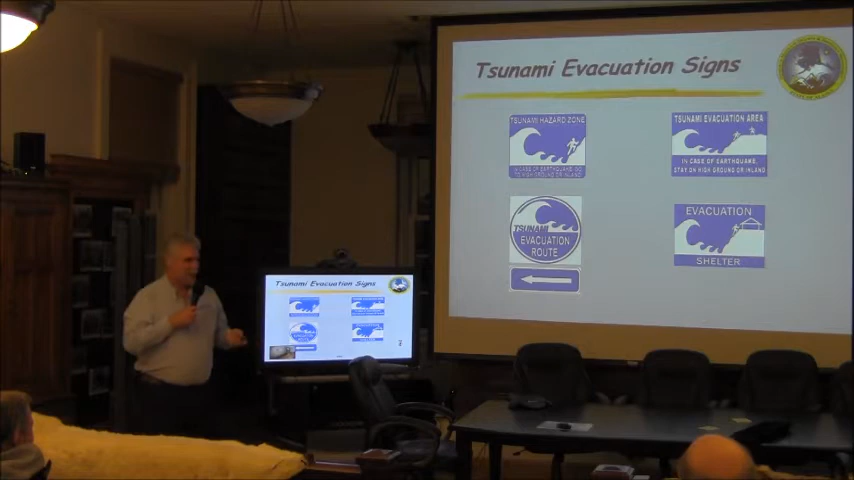 Tsunami Evacuation Signs
TSUNAMI HAZARD ZONE
IN CASE OF EARTHQUAKE, GO
TO HIGH GROUND OR INLAND
TSUNAMI EVACUATION AREA
IN CASE OF EARTHQUAKE,
STAY ON HIGH GROUND OR INLAND
TSUNAMI
EVACUATION
ROUTE
EVACUATION
SHELTER
Tsunami Evacuation Signs